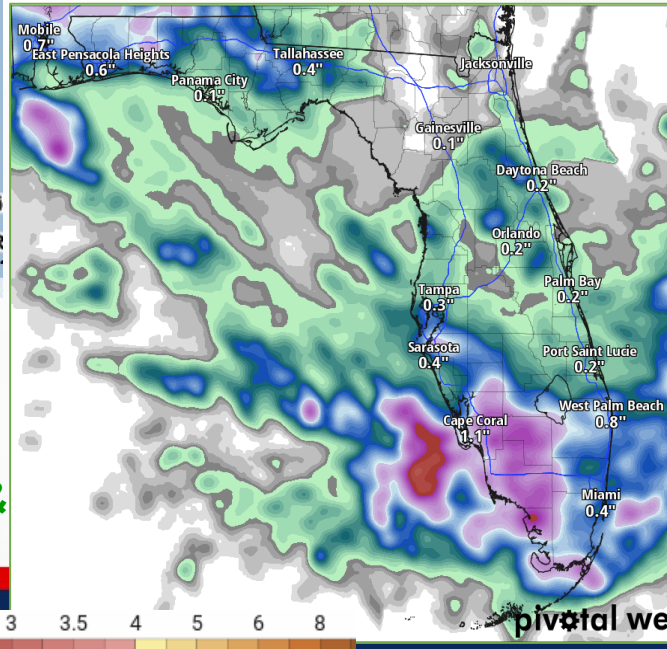 Mobile
0.7"
East Pensacola Heights
0.6"
Tallahassee
0.4"
Jacksonville
Panama City
0.1"
Gainesville
0.1"
Daytona Beach
0.2"
Orlando
0.2"
Tampa
0.3"
Palm Bay
0.2"
Sarasota
0.4"
Port Saint Lucie
0.2"
West Palm Beach
0.8"
Cape Coral
1.1"
Miami
0.4"
pivotal we
3 3.5 4 5 6 8